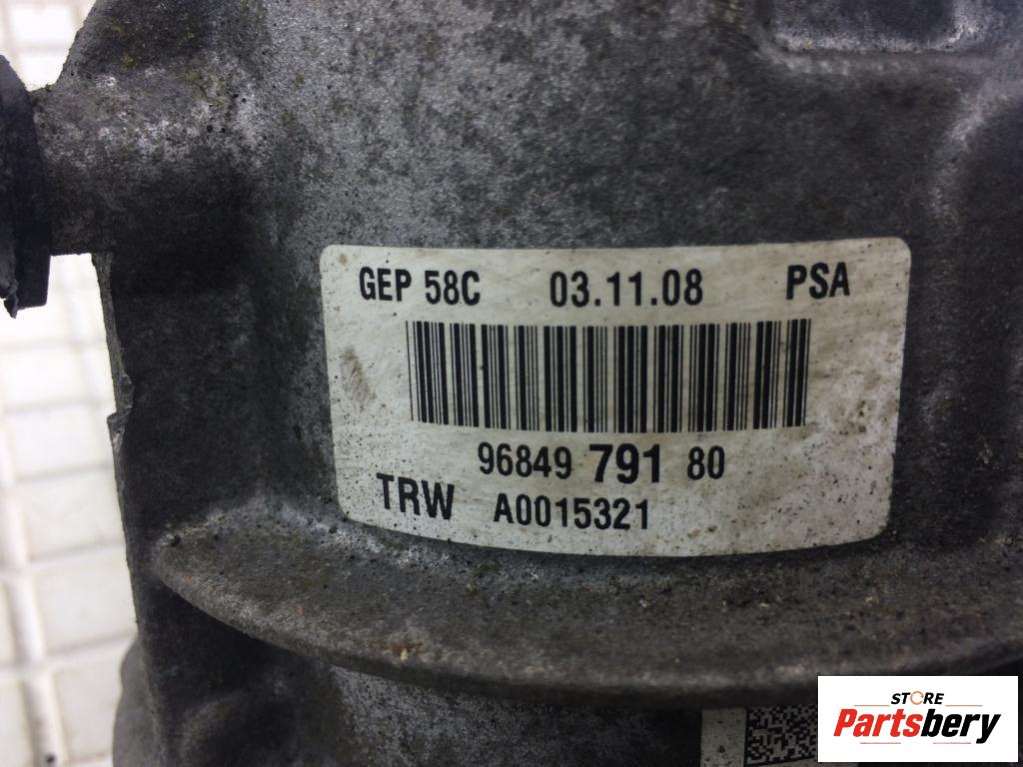 GEP 58C 03.11.08 PSA
96849 791 80
TRW A0015321
STORE
Partsbery